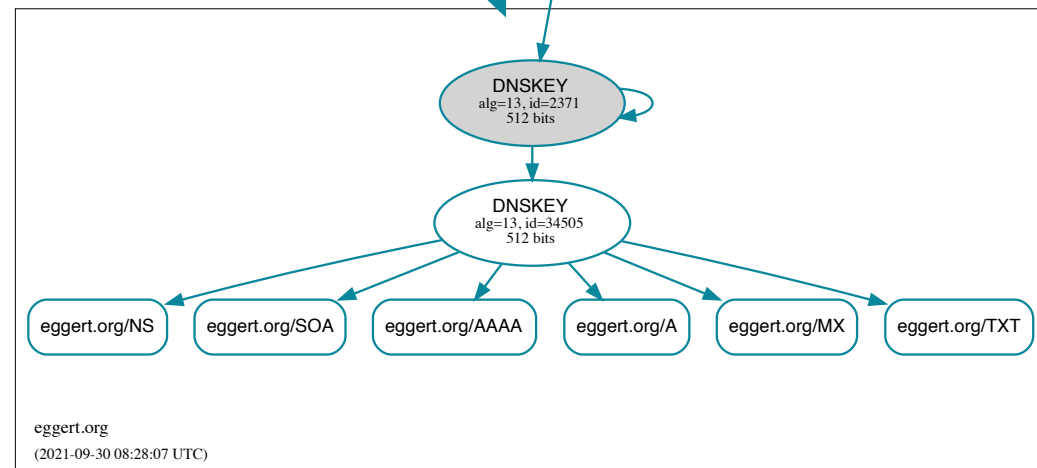 DNSKEY
alg=13, id=2371
512 bits
DNSKEY
alg=13, id=34505
512 bits
eggert.org/NS
eggert.org/SOA
eggert.org/AAAA
eggert.org/A
eggert.org/MX
eggert.org/TXT
eggert.org
(2021-09-30 08:28:07 UTC)